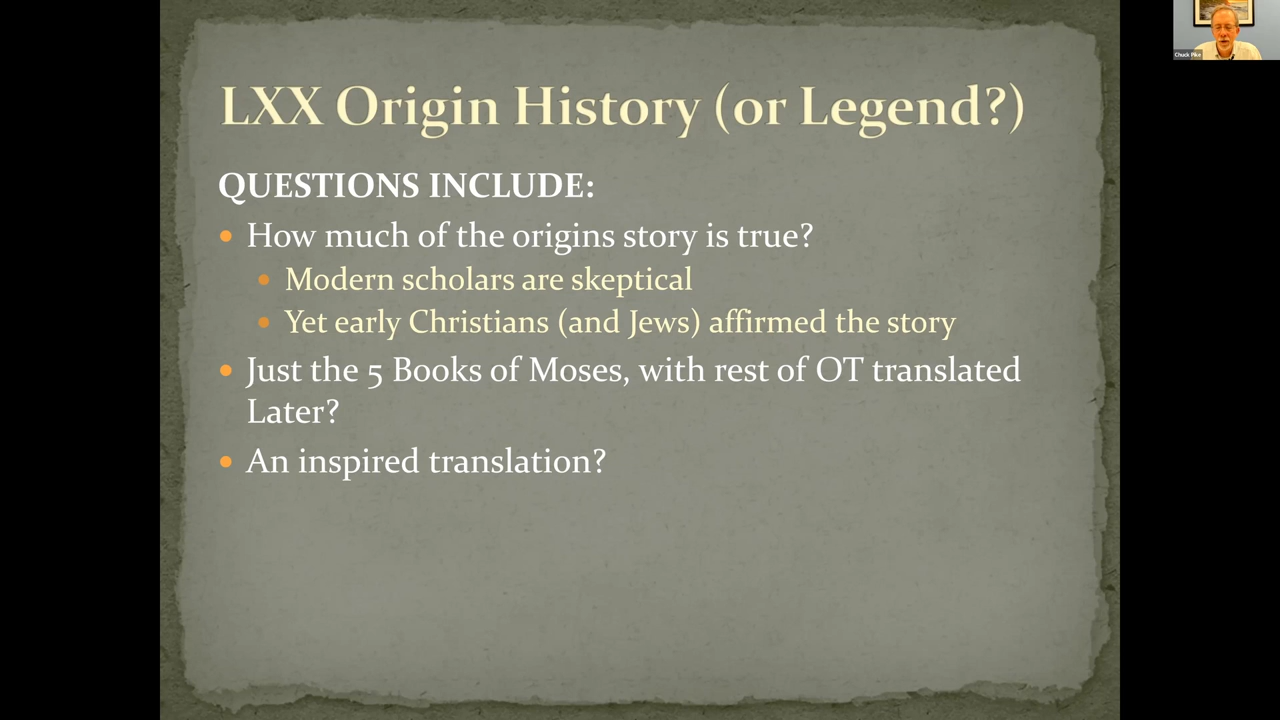 LXX Origin History (or Legend?)
QUESTIONS INCLUDE:
• How much of the origins story is true?
• Modern scholars are skeptical
• Yet early Christians (and Jews) affirmed the story
• Just the 5 Books of Moses, with rest of OT translated
Later?
• An inspired translation?
Chuck Pike